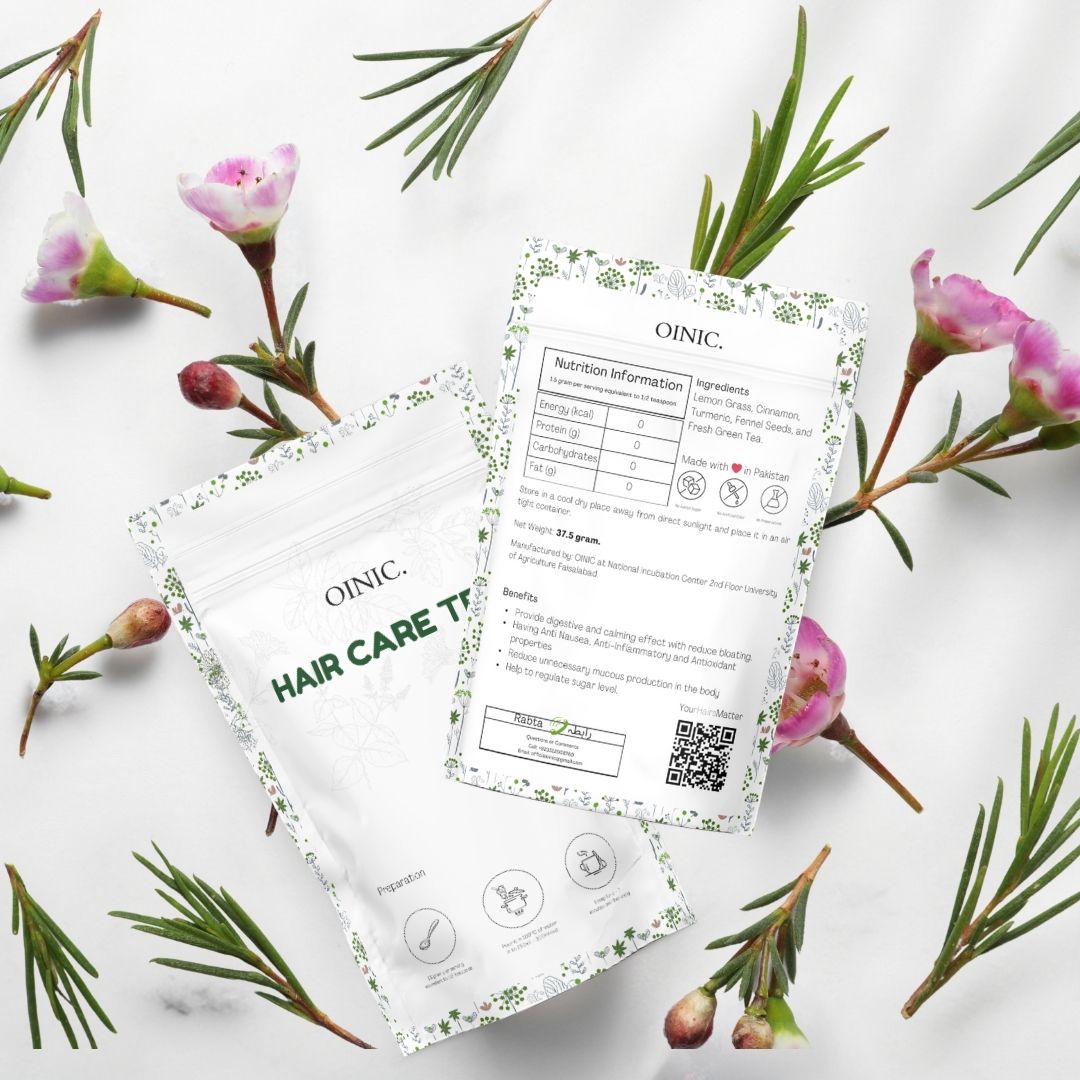 OINIC.
HAIR CARE
Preparation
OINIC.
Nutrition Information
1.5 gram per serving equivalent to 1/2 teaspoon
Energy (kcal) 0
Protein (g) 0
Carbohydrates 0
Fat (g) 0
Ingredients
Lemon Grass, Cinnamon,
Turmeric, Fennel Seeds, and
Fresh Green Tea.
Made with ❤ in Pakistan
Store in a cool dry place away from direct sunlight and place it in an air
tight container.
Net Weight: 37.5 gram.
Manufactured by: OINIC at National Incubation Center 2nd Floor University
of Agriculture Faisalabad
Benefits
• Provide digestive and calming effect with reduce bloating.
• Having Anti Nausea, Anti-Inflammatory and Antioxidant
properties
• Reduce unnecessary mucous production in the body
• Help to regulate sugar level.
YourHairsMatter
Rabta رابطہ
Questions or Comments